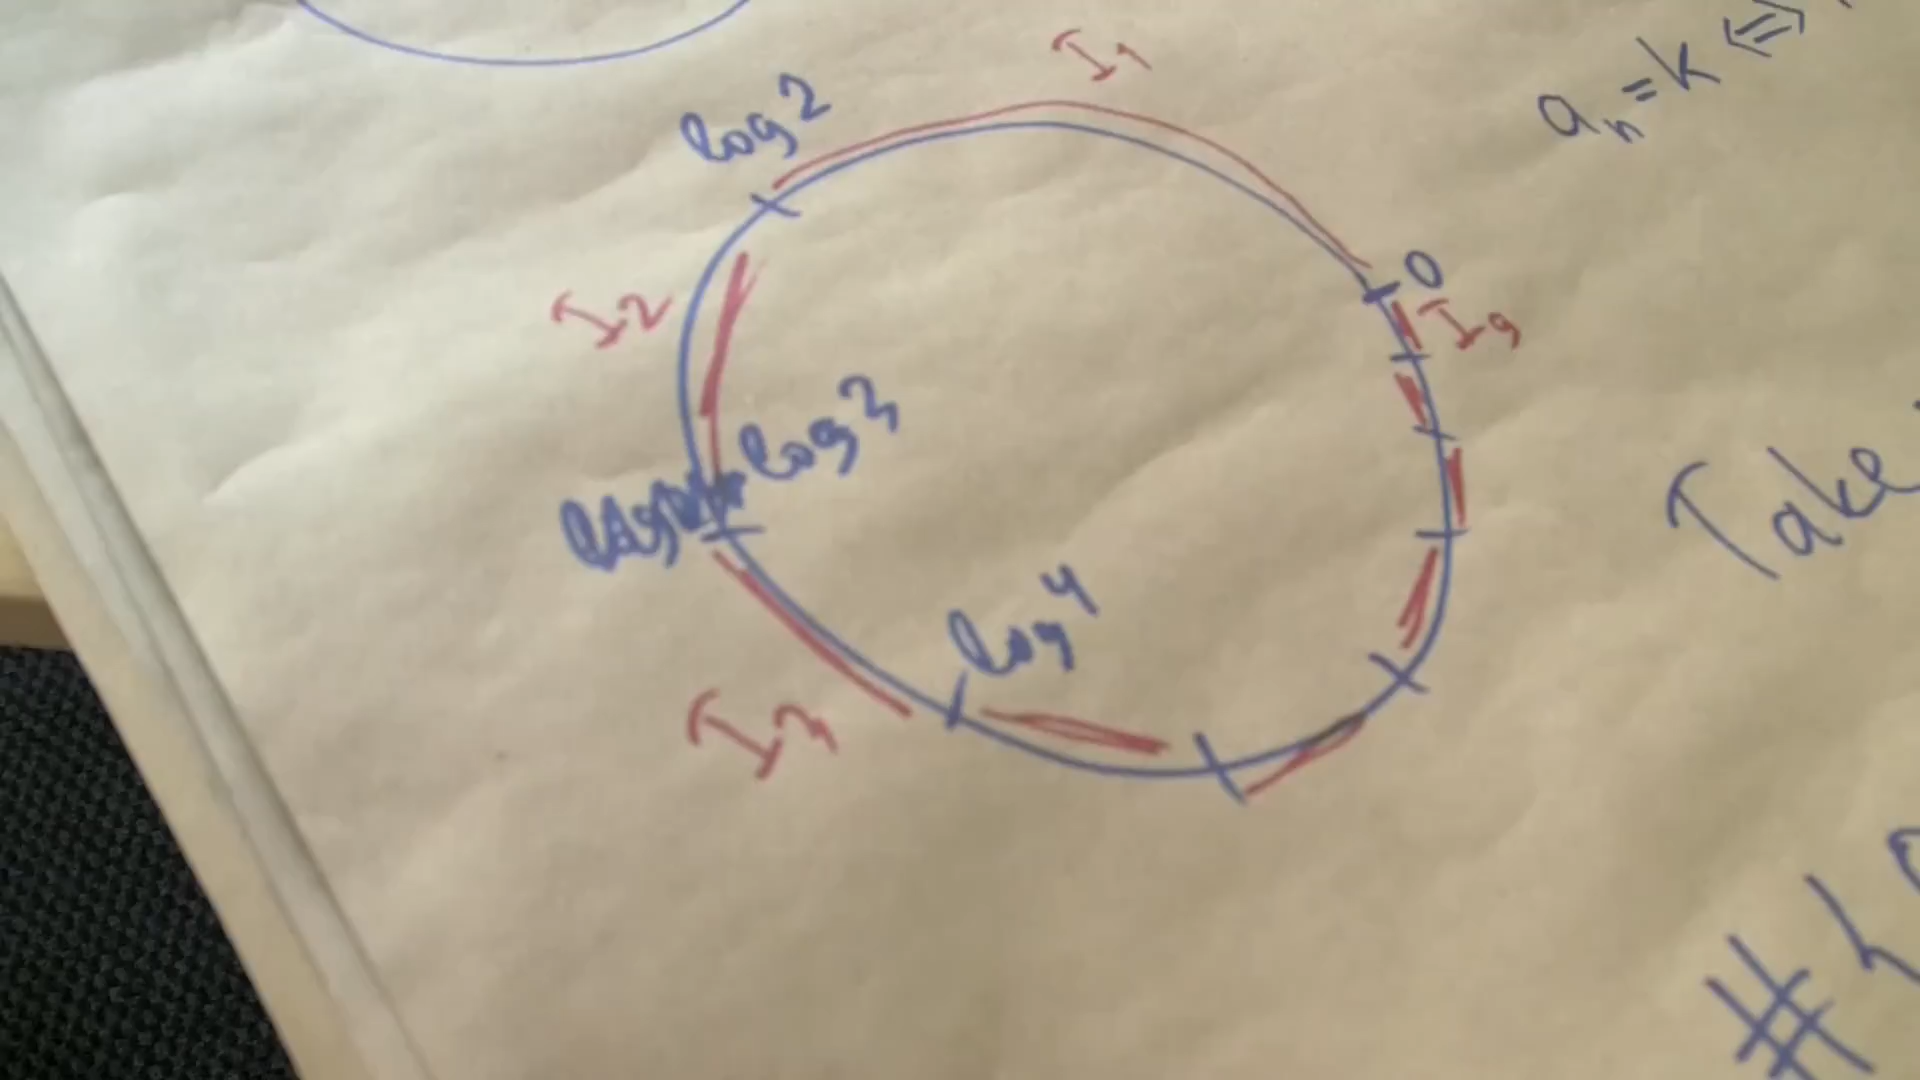 I₁
log 2
aₙ = k ⇔
0
I₂
I₉
log 3
Take
log 4
I₃
#